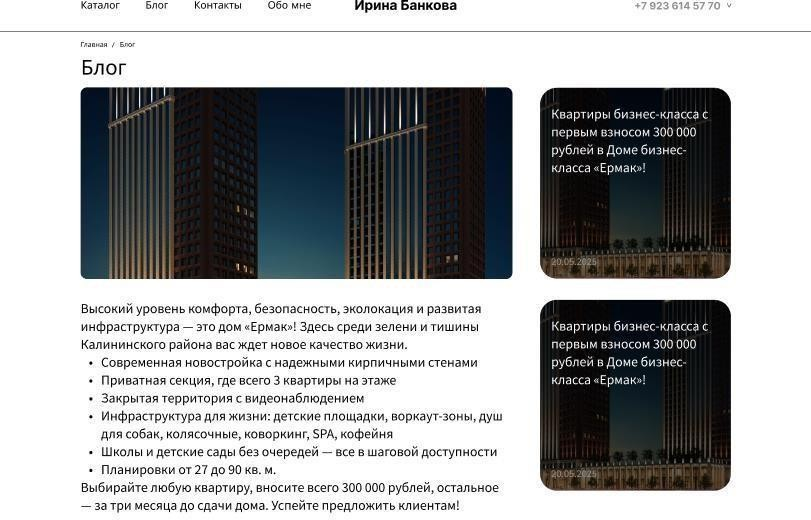 Каталог Блог Контакты Обо мне Ирина Банкова +7 923 614 57 70
Главная / Блог
Блог
Квартиры бизнес-класса с
первым взносом 300 000
рублей в Доме бизнес-
класса «Ермак»!
20.05.2025
Высокий уровень комфорта, безопасность, эколокация и развитая
инфраструктура — это дом «Ермак»! Здесь среди зелени и тишины
Калининского района вас ждет новое качество жизни.
• Современная новостройка с надежными кирпичными стенами
• Приватная секция, где всего 3 квартиры на этаже
• Закрытая территория с видеонаблюдением
• Инфраструктура для жизни: детские площадки, воркаут-зоны, душ
для собак, колясочные, коворкинг, SPA, кофейня
• Школы и детские сады без очередей — все в шаговой доступности
• Планировки от 27 до 90 кв. м.
Выбирайте любую квартиру, вносите всего 300 000 рублей, остальное
— за три месяца до сдачи дома. Успейте предложить клиентам!
Квартиры бизнес-класса с
первым взносом 300 000
рублей в Доме бизнес-
класса «Ермак»!
20.05.2025